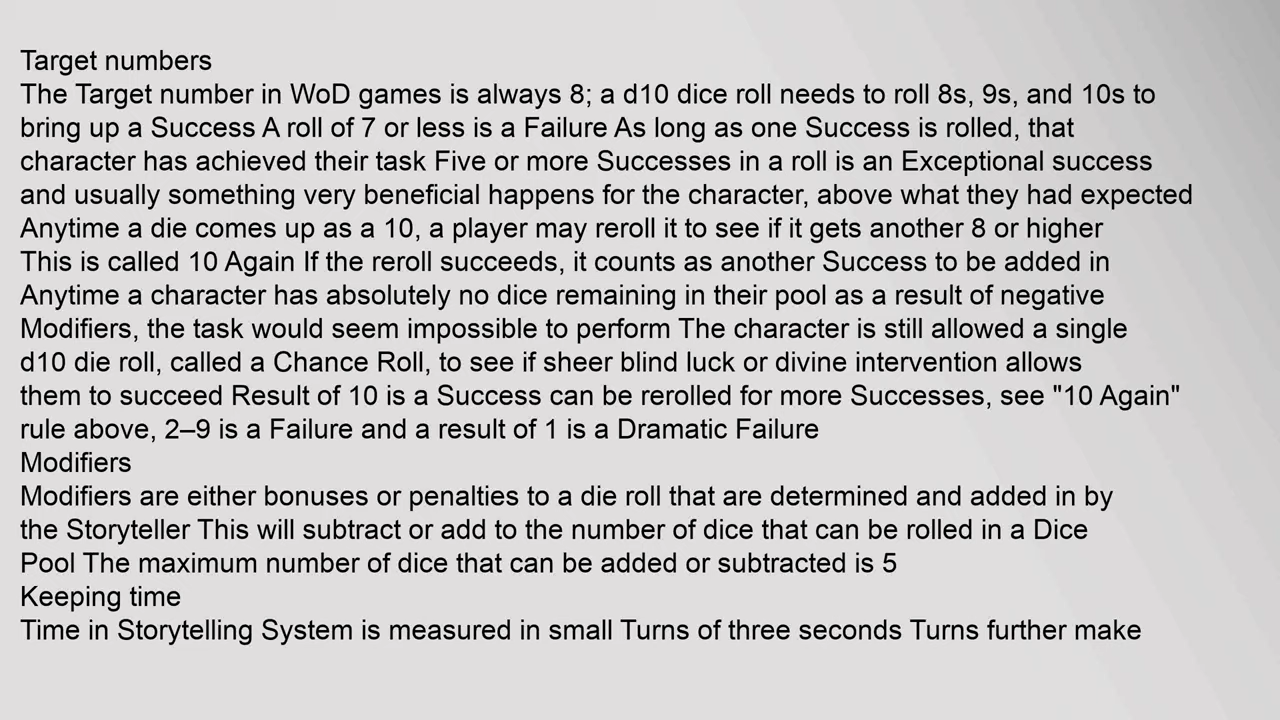 Target numbers
The Target number in WoD games is always 8; a d10 dice roll needs to roll 8s, 9s, and 10s to
bring up a Success A roll of 7 or less is a Failure As long as one Success is rolled, that
character has achieved their task Five or more Successes in a roll is an Exceptional success
and usually something very beneficial happens for the character, above what they had expected
Anytime a die comes up as a 10, a player may reroll it to see if it gets another 8 or higher
This is called 10 Again If the reroll succeeds, it counts as another Success to be added in
Anytime a character has absolutely no dice remaining in their pool as a result of negative
Modifiers, the task would seem impossible to perform The character is still allowed a single
d10 die roll, called a Chance Roll, to see if sheer blind luck or divine intervention allows
them to succeed Result of 10 is a Success can be rerolled for more Successes, see "10 Again"
rule above, 2–9 is a Failure and a result of 1 is a Dramatic Failure
Modifiers
Modifiers are either bonuses or penalties to a die roll that are determined and added in by
the Storyteller This will subtract or add to the number of dice that can be rolled in a Dice
Pool The maximum number of dice that can be added or subtracted is 5
Keeping time
Time in Storytelling System is measured in small Turns of three seconds Turns further make